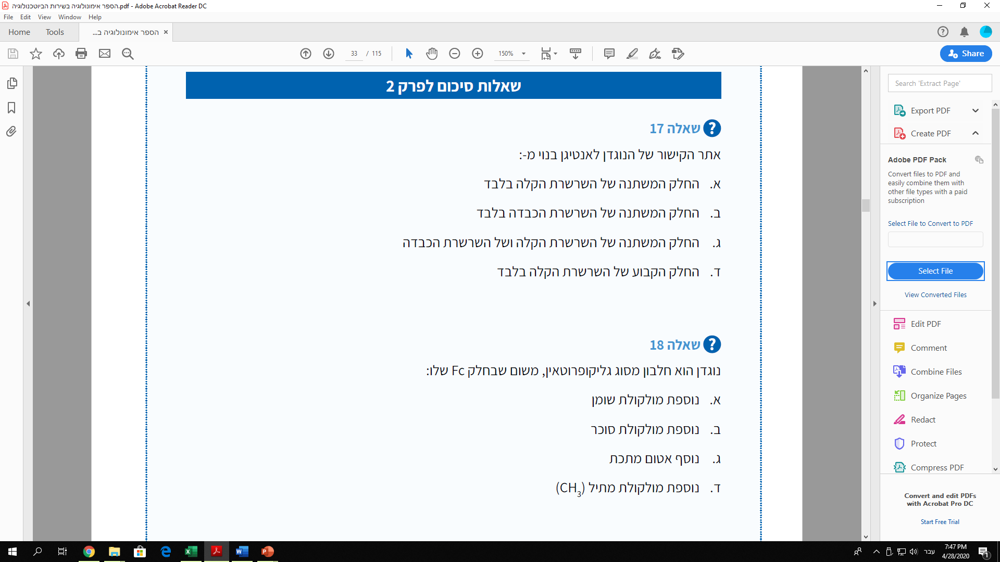 הספר אימונולוגיה בשירות הביוטכנולוגיה.pdf - Adobe Acrobat Reader DC
File Edit View Window Help
Home Tools הספר אימונולוגיה ב...
33 / 115 150% Share
שאלות סיכום לפרק 2
שאלה 17
אתר הקישור של הנוגדן לאנטיגן בנוי מ-:
א. החלק המשתנה של השרשרת הקלה בלבד
ב. החלק המשתנה של השרשרת הכבדה בלבד
ג. החלק המשתנה של השרשרת הקלה ושל השרשרת הכבדה
ד. החלק הקבוע של השרשרת הקלה בלבד
שאלה 18
נוגדן הוא חלבון מסוג גליקופרוטאין, משום שבחלק Fc שלו:
א. נוספת מולקולת שומן
ב. נוספת מולקולת סוכר
ג. נוסף אטום מתכת
ד. נוספת מולקולת מתיל (CH₃)
Search 'Extract Page'
Export PDF
Create PDF
Adobe PDF Pack
Convert files to PDF and
easily combine them with
other file types with a paid
subscription
Select File to Convert to PDF
Select File
View Converted Files
Edit PDF
Comment
Combine Files
Organize Pages
Redact
Protect
Compress PDF
Convert and edit PDFs
with Acrobat Pro DC
Start Free Trial
עבר
7:47 PM
4/28/2020
1